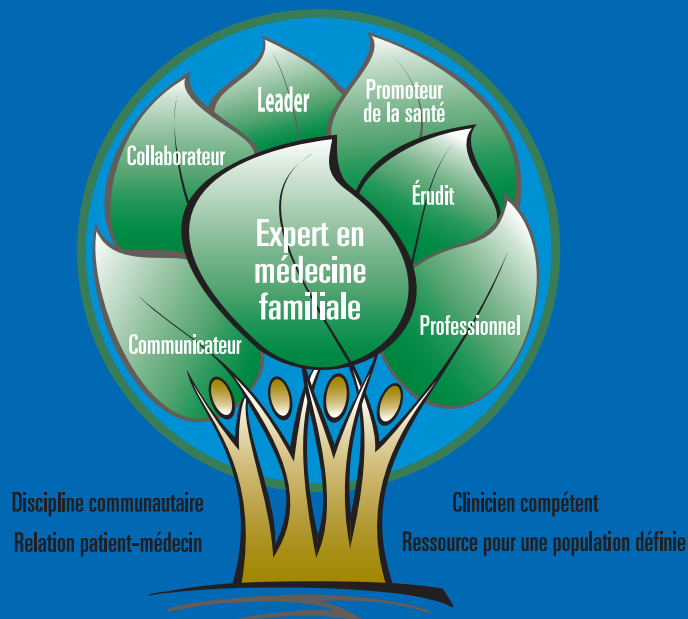 Leader
Promoteur
de la santé
Collaborateur
Érudit
Expert en
médecine
familiale
Communicateur
Professionnel
Discipline communautaire
Relation patient-médecin
Clinicien compétent
Ressource pour une population définie